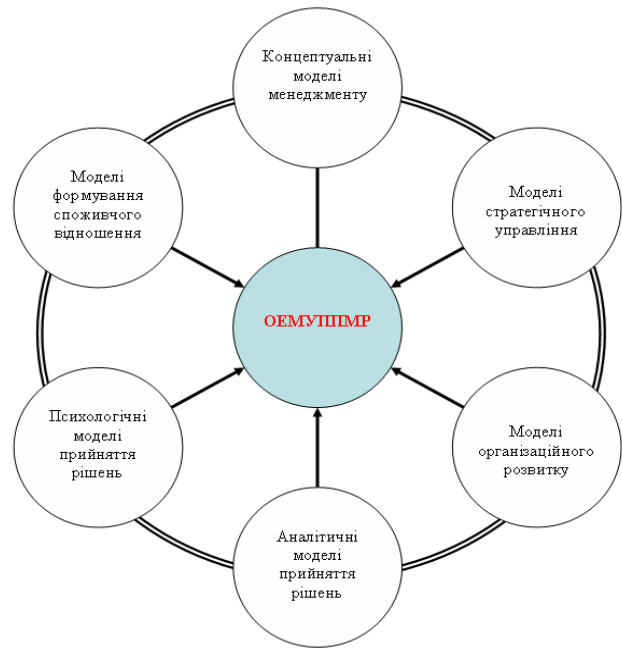 Концептуальні
моделі
менеджменту
Моделі
формування
споживчого
відношення
Моделі
стратегічного
управління
ОЕМУППМР
Психологічні
моделі
прийняття
рішень
Моделі
організаційного
розвитку
Аналітичні
моделі
прийняття
рішень